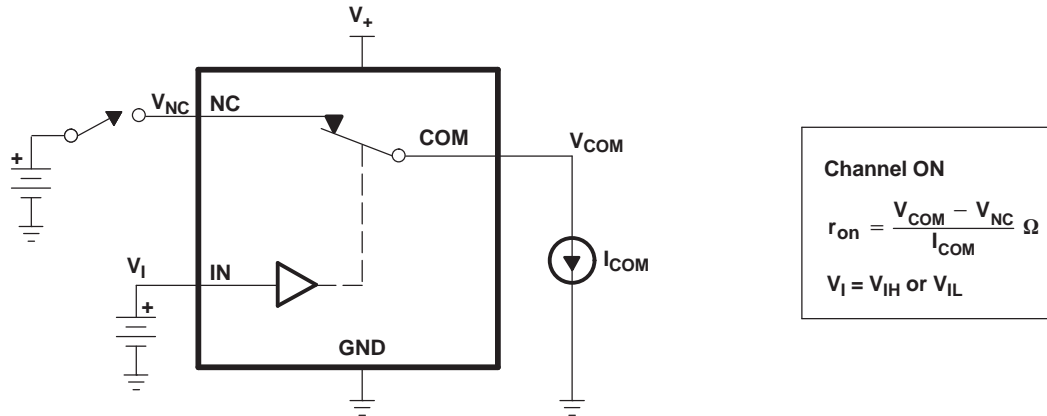 V+
VNC NC
COM
VCOM
+
ICOM
VI IN
+
GND
Channel ON
ron = VCOM − VNC / ICOM Ω
VI = VIH or VIL